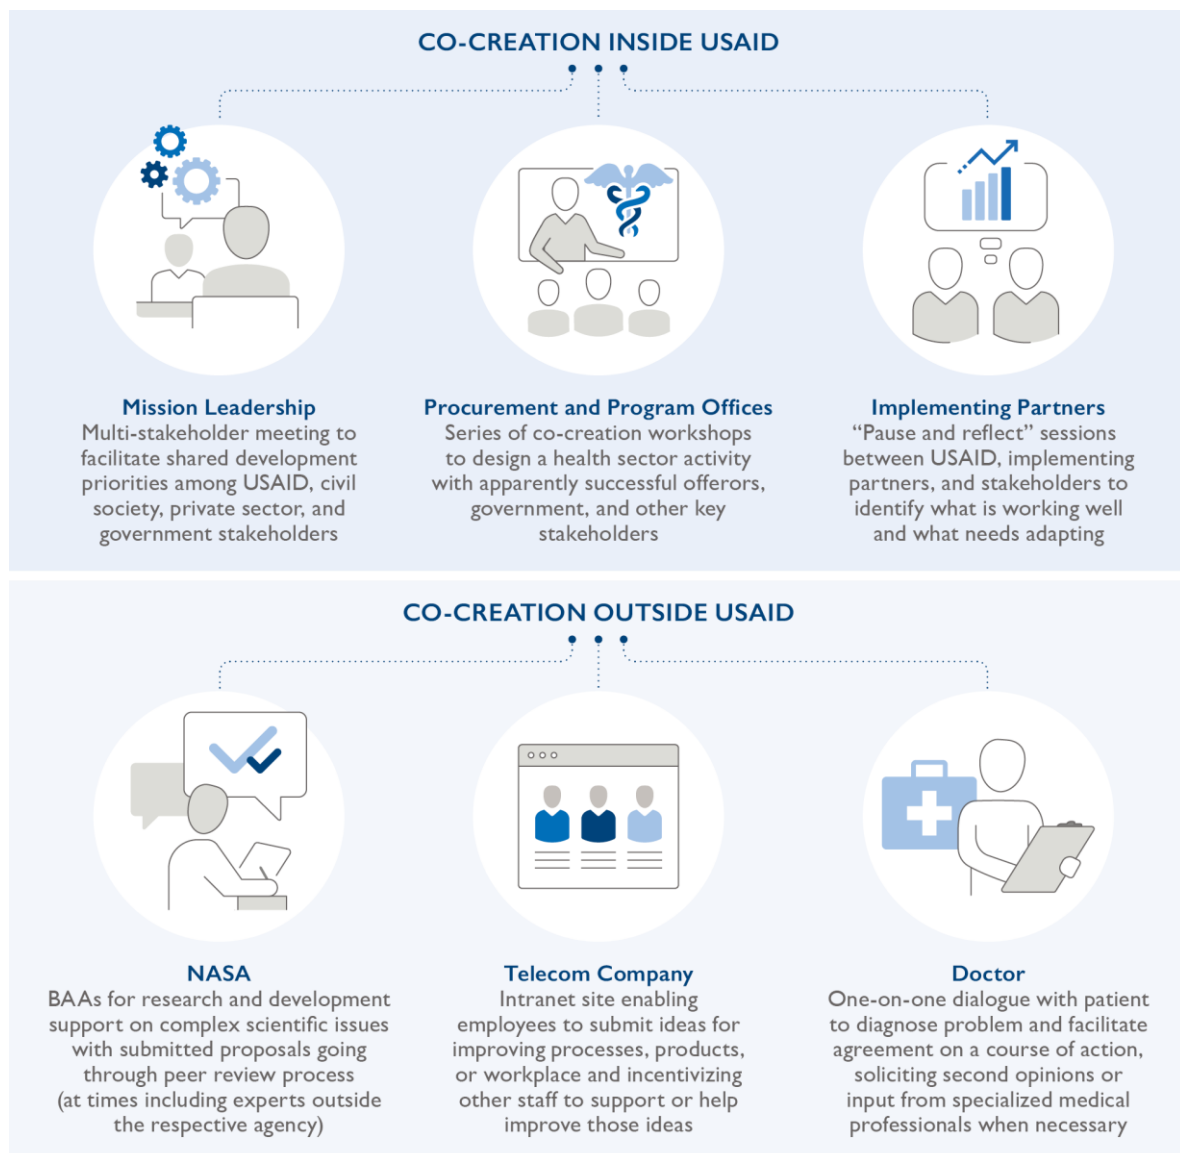 CO-CREATION INSIDE USAID
Mission Leadership
Multi-stakeholder meeting to
facilitate shared development
priorities among USAID, civil
society, private sector, and
government stakeholders
Procurement and Program Offices
Series of co-creation workshops
to design a health sector activity
with apparently successful offerors,
government, and other key
stakeholders
Implementing Partners
“Pause and reflect” sessions
between USAID, implementing
partners, and stakeholders to
identify what is working well
and what needs adapting
CO-CREATION OUTSIDE USAID
NASA
BAAs for research and development
support on complex scientific issues
with submitted proposals going
through peer review process
(at times including experts outside
the respective agency)
Telecom Company
Intranet site enabling
employees to submit ideas for
improving processes, products,
or workplace and incentivizing
other staff to support or help
improve those ideas
Doctor
One-on-one dialogue with patient
to diagnose problem and facilitate
agreement on a course of action,
soliciting second opinions or
input from specialized medical
professionals when necessary